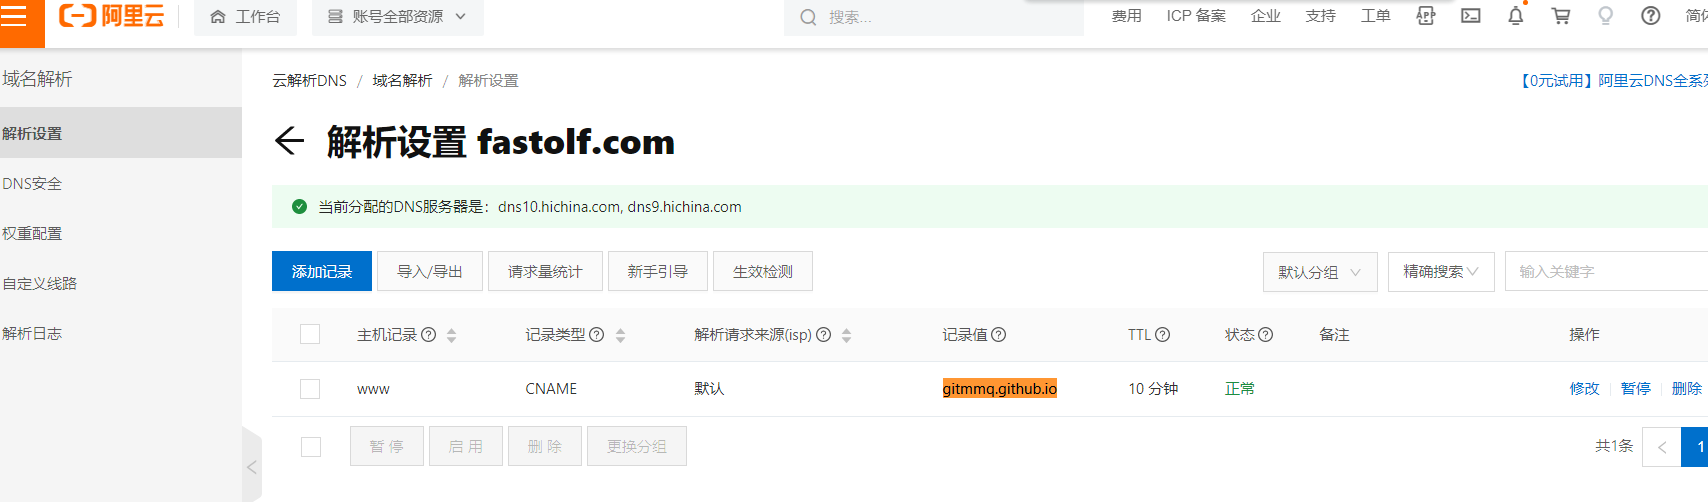 阿里云 工作台 账号全部资源 搜索... 费用 ICP 备案 企业 支持 工单 APP 简体
域名解析
解析设置
DNS安全
权重配置
自定义线路
解析日志
云解析DNS / 域名解析 / 解析设置
【0元试用】阿里云DNS全系列
解析设置 fastolf.com
当前分配的DNS服务器是：dns10.hichina.com, dns9.hichina.com
添加记录 导入/导出 请求量统计 新手引导 生效检测 默认分组 精确搜索 输入关键字
主机记录 记录类型 解析请求来源(isp) 记录值 TTL 状态 备注 操作
www CNAME 默认 gitmmq.github.io 10 分钟 正常 修改 暂停 删除
暂 停 启 用 删 除 更换分组 共1条 < 1